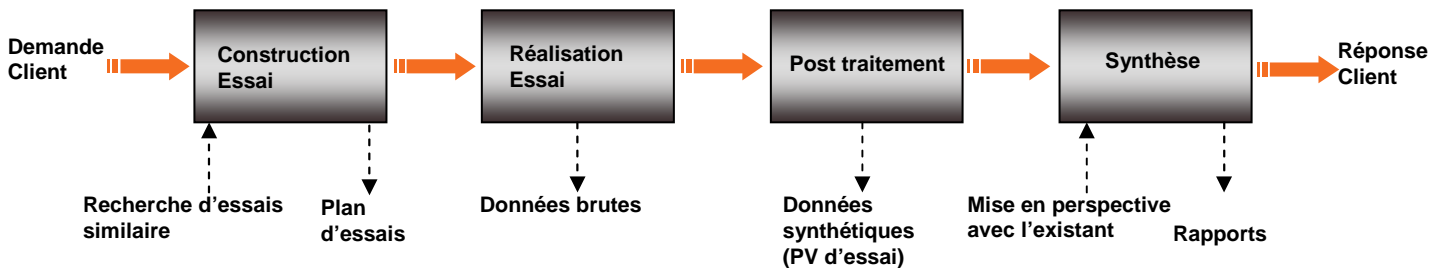 Demande
Client
Construction
Essai
Réalisation
Essai
Post traitement
Synthèse
Réponse
Client
Recherche d'essais
similaire
Plan
d'essais
Données brutes
Données
synthétiques
(PV d'essai)
Mise en perspective
avec l'existant
Rapports